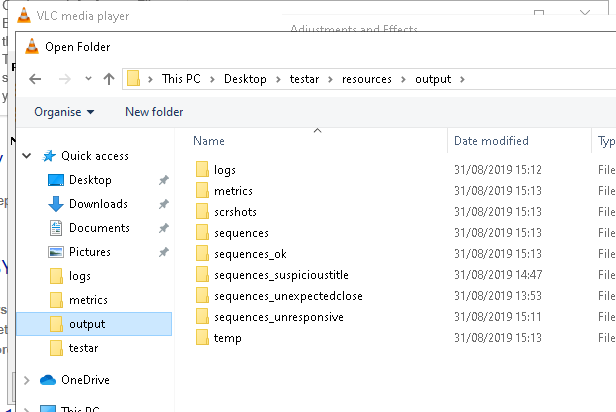 VLC media player
Adjustments and Effects
Open Folder
This PC > Desktop > testar > resources > output >
Organise New folder
Name Date modified Typ
Quick access
Desktop
Downloads
Documents
Pictures
logs
metrics
output
testar
OneDrive
This PC
logs 31/08/2019 15:12 File
metrics 31/08/2019 15:13 File
scrshots 31/08/2019 15:13 File
sequences 31/08/2019 15:13 File
sequences_ok 31/08/2019 15:13 File
sequences_suspicioustitle 31/08/2019 14:47 File
sequences_unexpectedclose 31/08/2019 13:53 File
sequences_unresponsive 31/08/2019 15:11 File
temp 31/08/2019 15:13 File